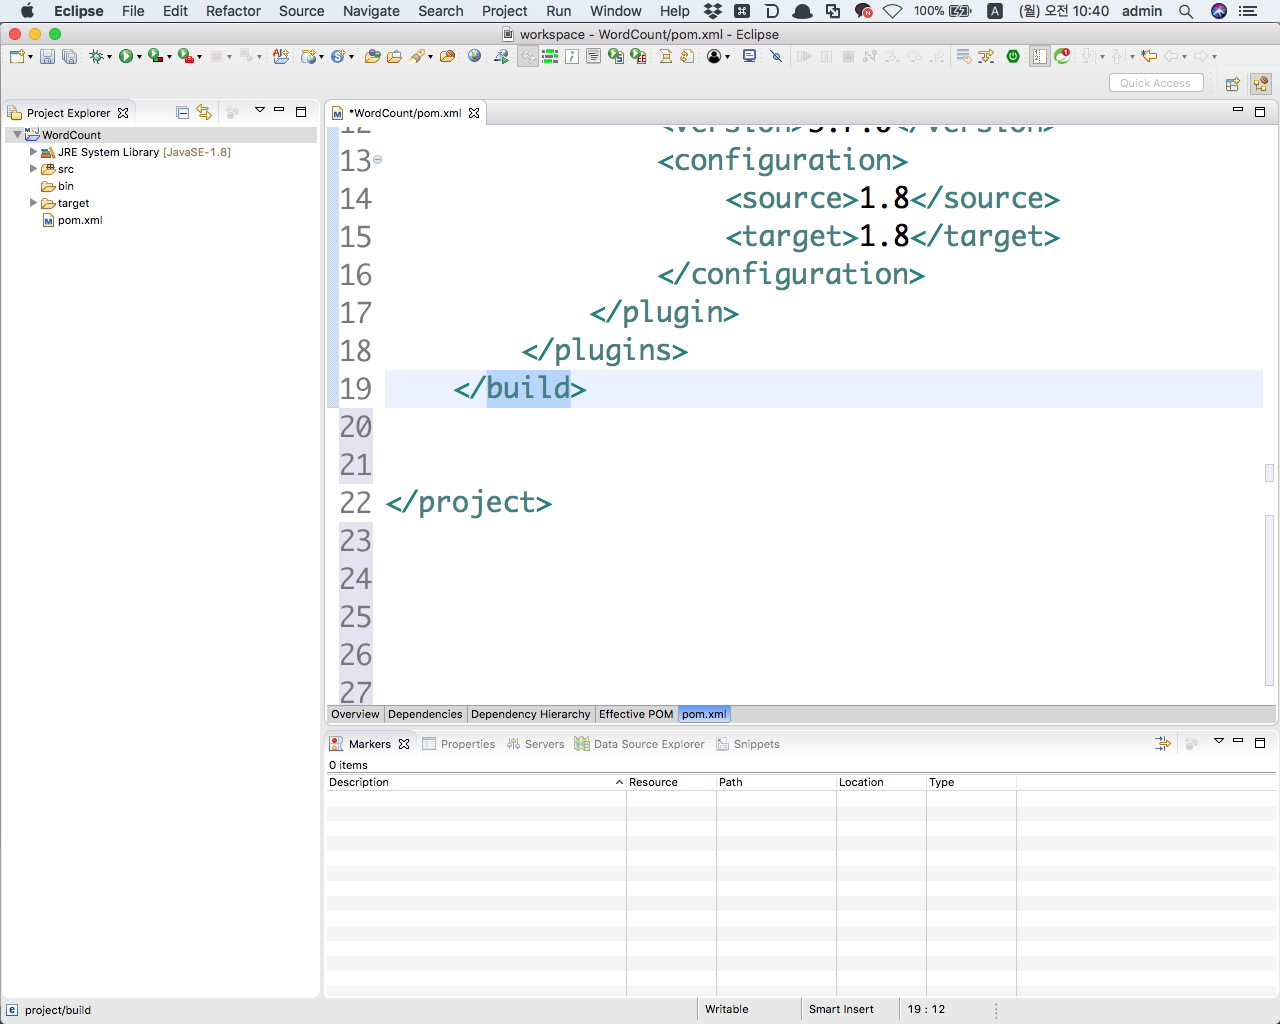 Eclipse File Edit Refactor Source Navigate Search Project Run Window Help 100% (월) 오전 10:40 admin
workspace - WordCount/pom.xml - Eclipse
Quick Access
Project Explorer
WordCount
JRE System Library [JavaSE-1.8]
src
bin
target
pom.xml
*WordCount/pom.xml
13 <configuration>
14 <source>1.8</source>
15 <target>1.8</target>
16 </configuration>
17 </plugin>
18 </plugins>
19 </build>
20
21
22 </project>
23
24
25
26
27
Overview Dependencies Dependency Hierarchy Effective POM pom.xml
Markers Properties Servers Data Source Explorer Snippets
0 items
Description Resource Path Location Type
project/build Writable Smart Insert 19 : 12